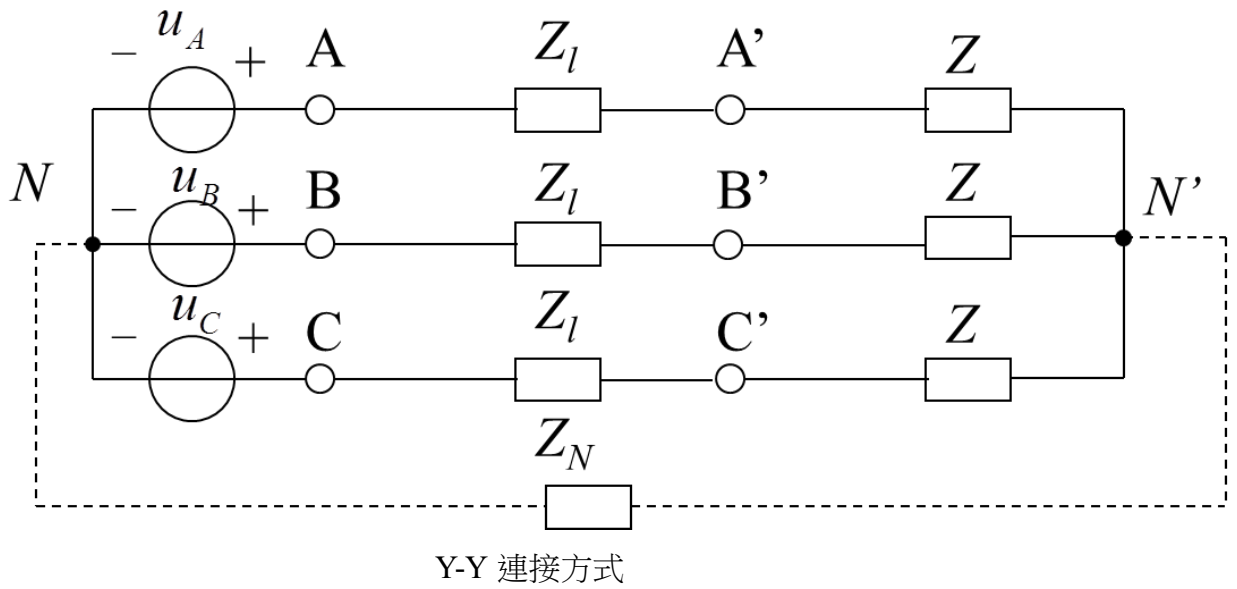 u_A
− + A Z_l A’ Z
N u_B
− + B Z_l B’ Z N’
u_C
− + C Z_l C’ Z
Z_N
Y-Y 連接方式